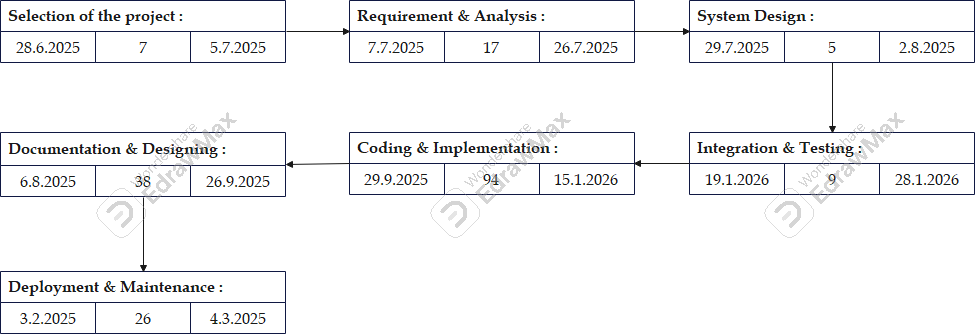 Selection of the project :
28.6.2025 7 5.7.2025
Requirement & Analysis :
7.7.2025 17 26.7.2025
System Design :
29.7.2025 5 2.8.2025
Documentation & Designing :
6.8.2025 38 26.9.2025
Coding & Implementation :
29.9.2025 94 15.1.2026
Integration & Testing :
19.1.2026 9 28.1.2026
Deployment & Maintenance :
3.2.2025 26 4.3.2025
Wondershare
EdrawMax
Wondershare
EdrawMax
Wondershare
EdrawMax